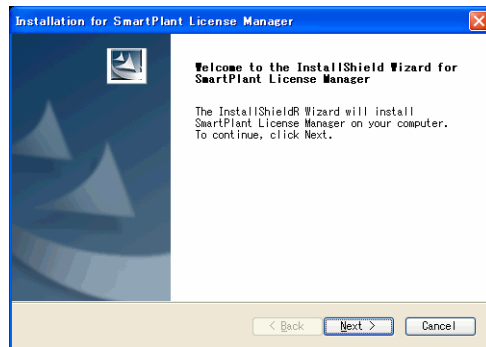 Installation for SmartPlant License Manager
Welcome to the InstallShield Wizard for
SmartPlant License Manager
The InstallShieldR Wizard will install
SmartPlant License Manager on your computer.
To continue, click Next.
< Back Next > Cancel